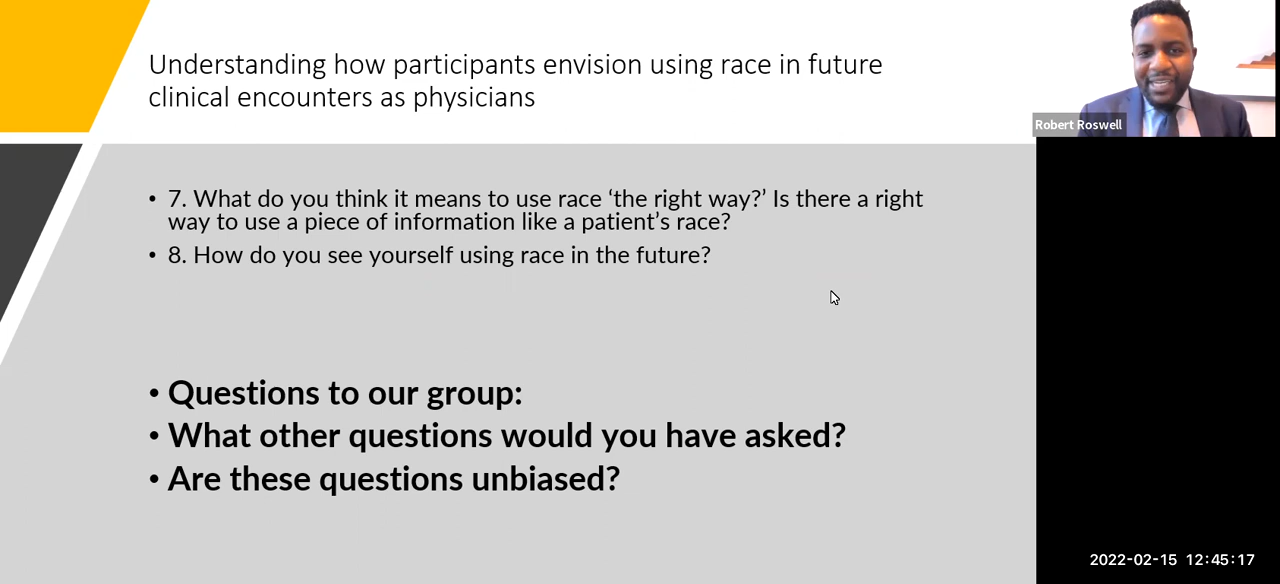 Understanding how participants envision using race in future
clinical encounters as physicians
Robert Roswell
• 7. What do you think it means to use race ‘the right way?’ Is there a right
way to use a piece of information like a patient’s race?
• 8. How do you see yourself using race in the future?
• Questions to our group:
• What other questions would you have asked?
• Are these questions unbiased?
2022-02-15 12:45:17